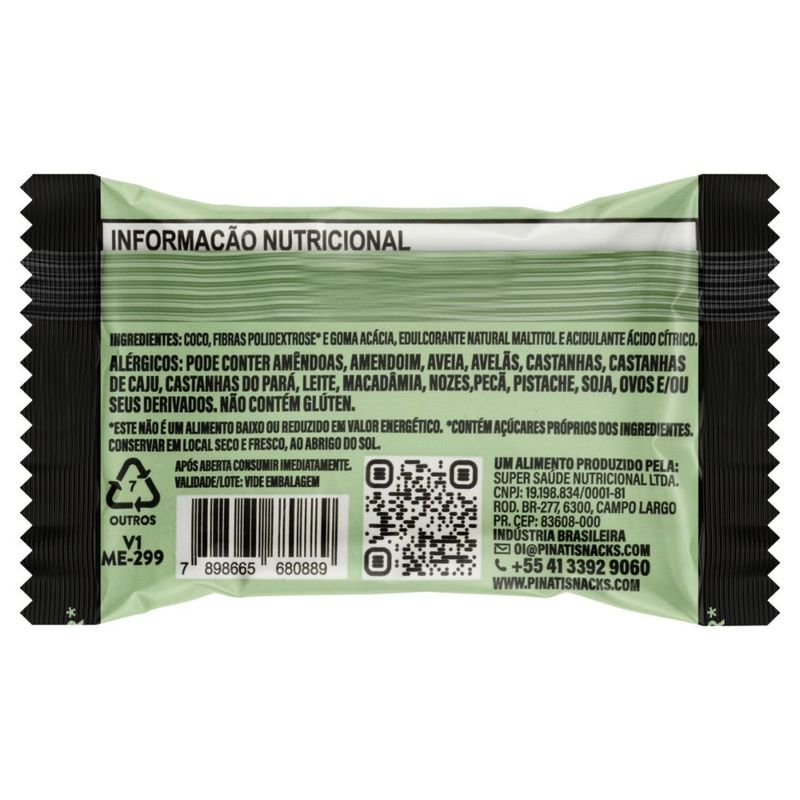 INFORMAÇÃO NUTRICIONAL
INGREDIENTES: COCO, FIBRAS POLIDEXTROSE* E GOMA ACÁCIA, EDULCORANTE NATURAL MALTITOL E ACIDULANTE ÁCIDO CÍTRICO.
ALÉRGICOS: PODE CONTER AMÊNDOAS, AMENDOIM, AVEIA, AVELÃS, CASTANHAS, CASTANHAS
DE CAJU, CASTANHAS DO PARÁ, LEITE, MACADÂMIA, NOZES,PECÃ, PISTACHE, SOJA, OVOS E/OU
SEUS DERIVADOS. NÃO CONTÉM GLÚTEN.
*ESTE NÃO É UM ALIMENTO BAIXO OU REDUZIDO EM VALOR ENERGÉTICO. *CONTÉM AÇÚCARES PRÓPRIOS DOS INGREDIENTES.
CONSERVAR EM LOCAL SECO E FRESCO, AO ABRIGO DO SOL.
APÓS ABERTA CONSUMIR IMEDIATAMENTE.
VALIDADE/LOTE: VIDE EMBALAGEM
7
OUTROS
V1
ME-299
7 898665 680889
UM ALIMENTO PRODUZIDO PELA:
SUPER SAÚDE NUTRICIONAL LTDA.
CNPJ: 19.198.834/0001-81
ROD. BR-277, 6300, CAMPO LARGO
PR. CEP: 83608-000
INDÚSTRIA BRASILEIRA
OI@PINATISNACKS.COM
+55 41 3392 9060
WWW.PINATISNACKS.COM